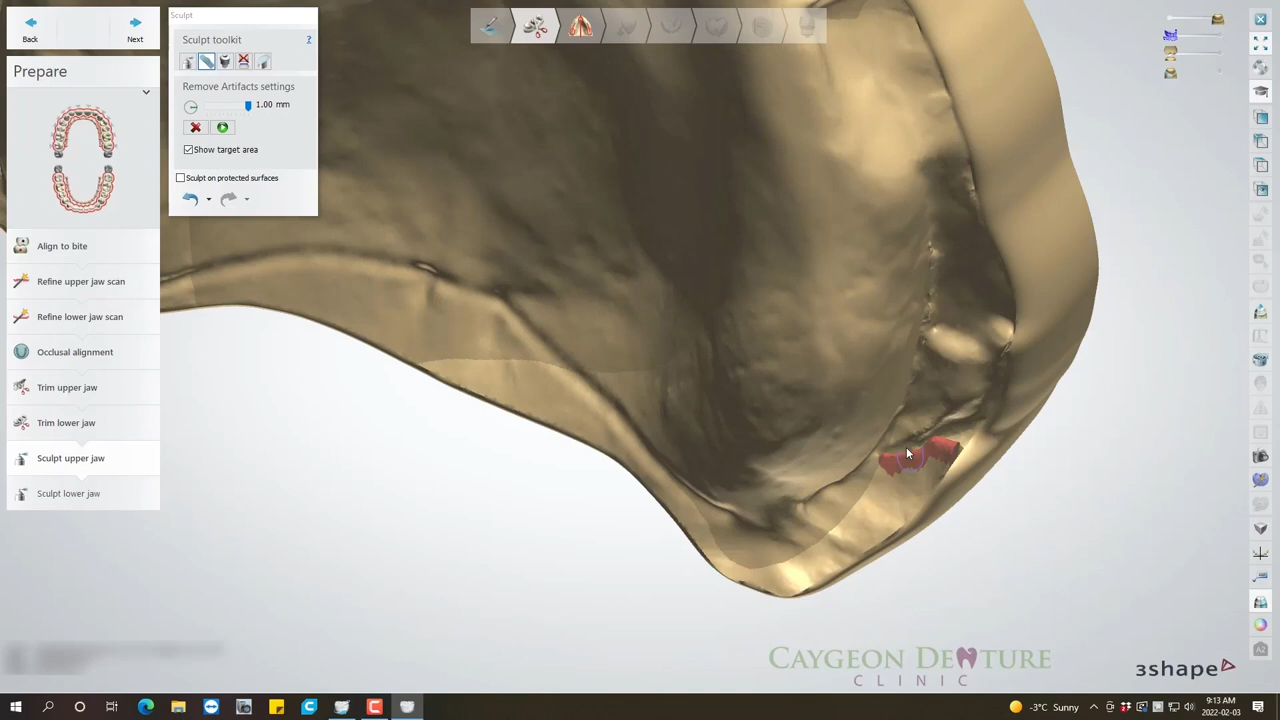 Back
Next
Sculpt
Sculpt toolkit
?
Remove Artifacts settings
1.00 mm
Show target area
Sculpt on protected surfaces
Prepare
Align to bite
Refine upper jaw scan
Refine lower jaw scan
Occlusal alignment
Trim upper jaw
Trim lower jaw
Sculpt upper jaw
Sculpt lower jaw
A2
CAYGEON DENTURE
CLINIC
3shape
-3°C Sunny
9:13 AM
2022-02-03